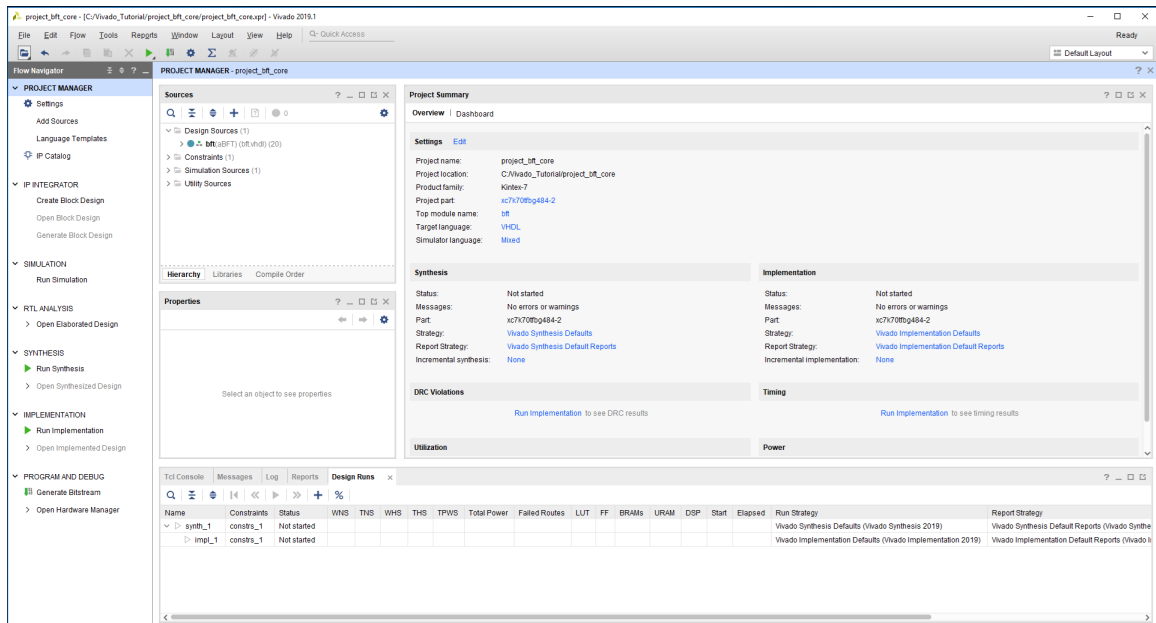 project_bft_core - [C:/Vivado_Tutorial/project_bft_core/project_bft_core.xpr] - Vivado 2019.1
File Edit Flow Tools Reports Window Layout View Help Quick Access Ready
Default Layout
Flow Navigator
PROJECT MANAGER - project_bft_core
PROJECT MANAGER
Settings
Add Sources
Language Templates
IP Catalog
IP INTEGRATOR
Create Block Design
Open Block Design
Generate Block Design
SIMULATION
Run Simulation
RTL ANALYSIS
Open Elaborated Design
SYNTHESIS
Run Synthesis
Open Synthesized Design
IMPLEMENTATION
Run Implementation
Open Implemented Design
PROGRAM AND DEBUG
Generate Bitstream
Open Hardware Manager
Sources
0
Design Sources (1)
bft(aBFT) (bft.vhdl) (20)
Constraints (1)
Simulation Sources (1)
Utility Sources
Hierarchy Libraries Compile Order
Properties
Select an object to see properties
Project Summary
Overview | Dashboard
Settings Edit
Project name: project_bft_core
Project location: C:/Vivado_Tutorial/project_bft_core
Product family: Kintex-7
Project part: xc7k70tfbg484-2
Top module name: bft
Target language: VHDL
Simulator language: Mixed
Synthesis
Status: Not started
Messages: No errors or warnings
Part: xc7k70tfbg484-2
Strategy: Vivado Synthesis Defaults
Report Strategy: Vivado Synthesis Default Reports
Incremental synthesis: None
Implementation
Status: Not started
Messages: No errors or warnings
Part: xc7k70tfbg484-2
Strategy: Vivado Implementation Defaults
Report Strategy: Vivado Implementation Default Reports
Incremental implementation: None
DRC Violations
Run Implementation to see DRC results
Timing
Run Implementation to see timing results
Utilization
Power
Tcl Console Messages Log Reports Design Runs
Name Constraints Status WNS TNS WHS THS TPWS Total Power Failed Routes LUT FF BRAMs URAM DSP Start Elapsed Run Strategy Report Strategy
synth_1 constrs_1 Not started Vivado Synthesis Defaults (Vivado Synthesis 2019) Vivado Synthesis Default Reports (Vivado Synthe
impl_1 constrs_1 Not started Vivado Implementation Defaults (Vivado Implementation 2019) Vivado Implementation Default Reports (Vivado I